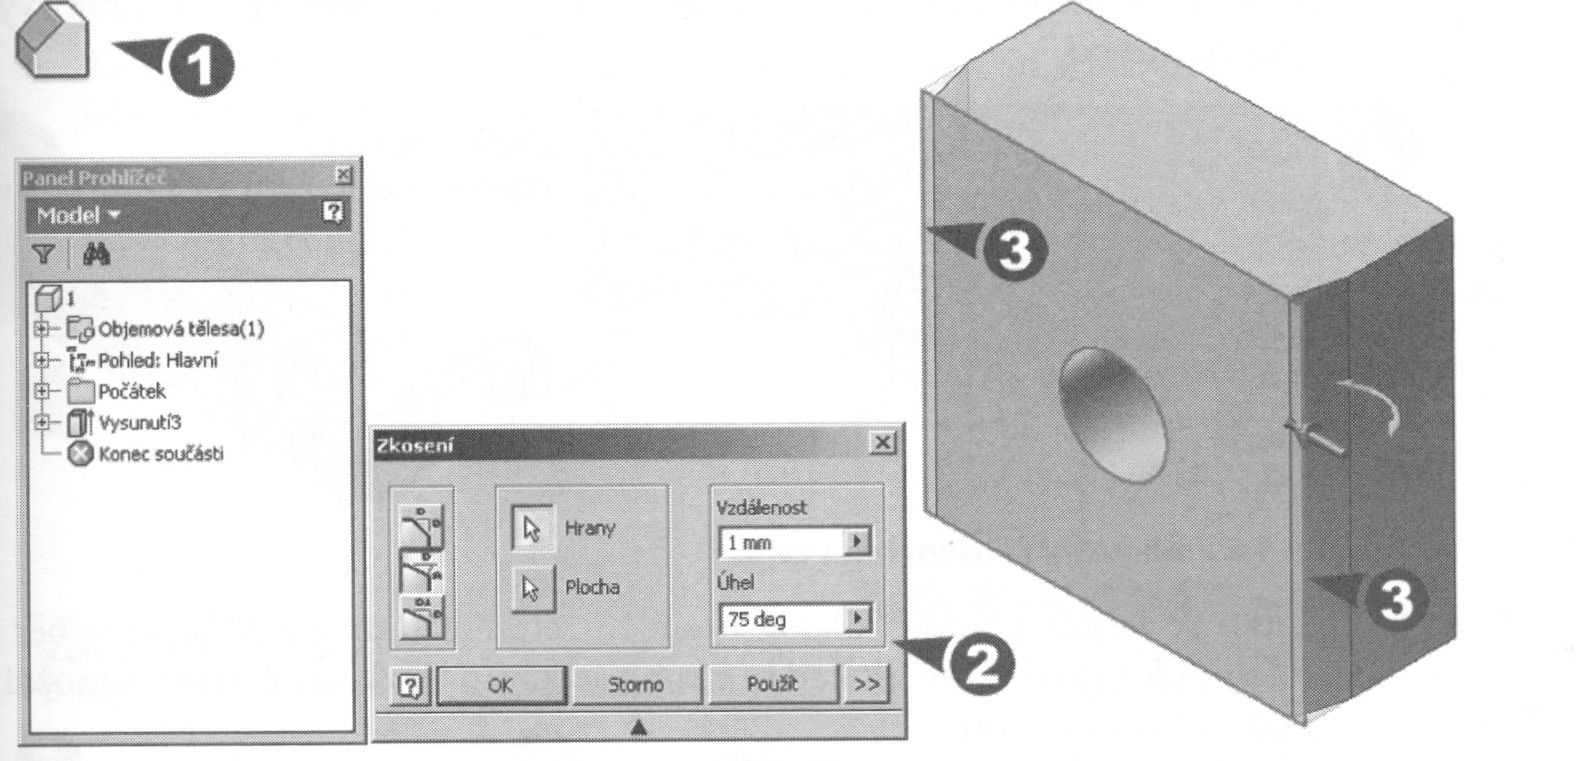 1
Panel Prohlížeč
Model
1
Objemová tělesa(1)
Pohled: Hlavní
Počátek
Vysunutí3
Konec součásti
Zkosení
Hrany
Plocha
Vzdálenost
1 mm
Úhel
75 deg
OK
Storno
Použít
>>
2
3
3